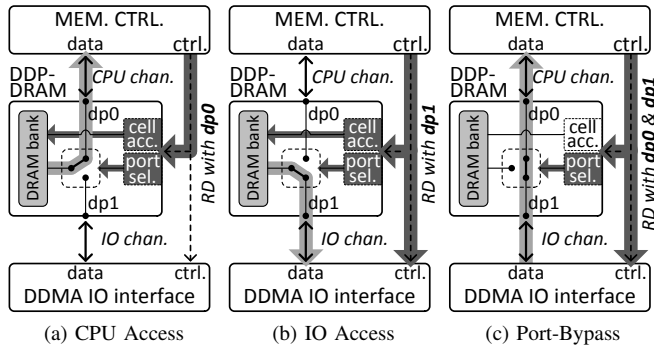 MEM. CTRL.
data ctrl.
CPU chan.
DDP-
DRAM
dp0
DRAM bank
cell
acc.
port
sel.
dp1
RD with dp0
IO chan.
data ctrl.
DDMA IO interface
(a) CPU Access
MEM. CTRL.
data ctrl.
CPU chan.
DDP-
DRAM
dp0
DRAM bank
cell
acc.
port
sel.
dp1
RD with dp1
IO chan.
data ctrl.
DDMA IO interface
(b) IO Access
MEM. CTRL.
data ctrl.
CPU chan.
DDP-
DRAM
dp0
DRAM bank
cell
acc.
port
sel.
dp1
RD with dp0 & dp1
IO chan.
data ctrl.
DDMA IO interface
(c) Port-Bypass